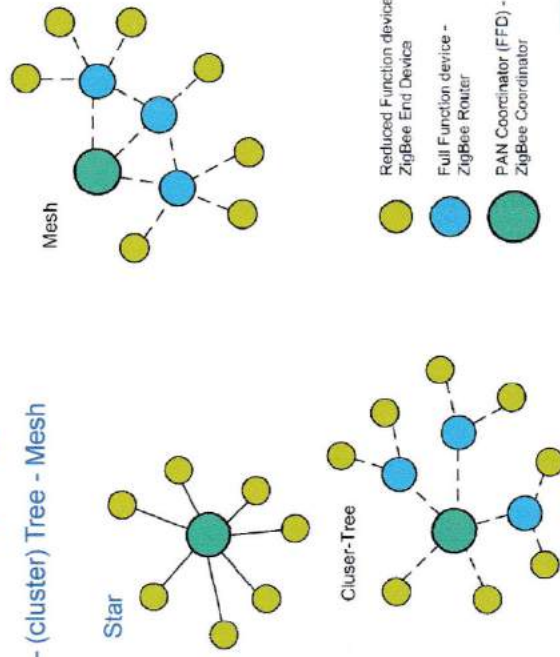 - (cluster) Tree - Mesh
Star
Mesh
Cluser-Tree
Reduced Function device
ZigBee End Device
Full Function device -
ZigBee Router
PAN Coordinator (FFD) -
ZigBee Coordinator